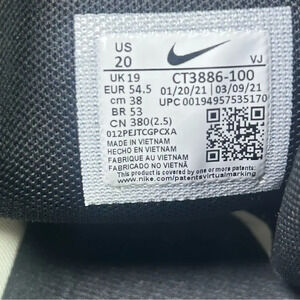 US
20
VJ
UK 19
CT3886-100
EUR 54.5
01/20/21 03/09/21
cm 38
UPC 00194957535170
BR 53
CN 380(2.5)
012PEJTCGPCXA
MADE IN VIETNAM
HECHO EN VIETNAM
FABRIQUE AU VIETNAM
FABRICADO NO VIETNÃ
This product is covered by one or more patents:
www.nike.com/patentsvirtualmarking